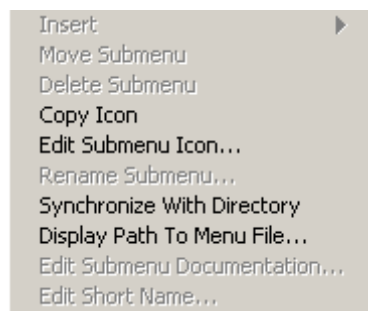 Insert
Move Submenu
Delete Submenu
Copy Icon
Edit Submenu Icon...
Rename Submenu...
Synchronize With Directory
Display Path To Menu File...
Edit Submenu Documentation...
Edit Short Name...